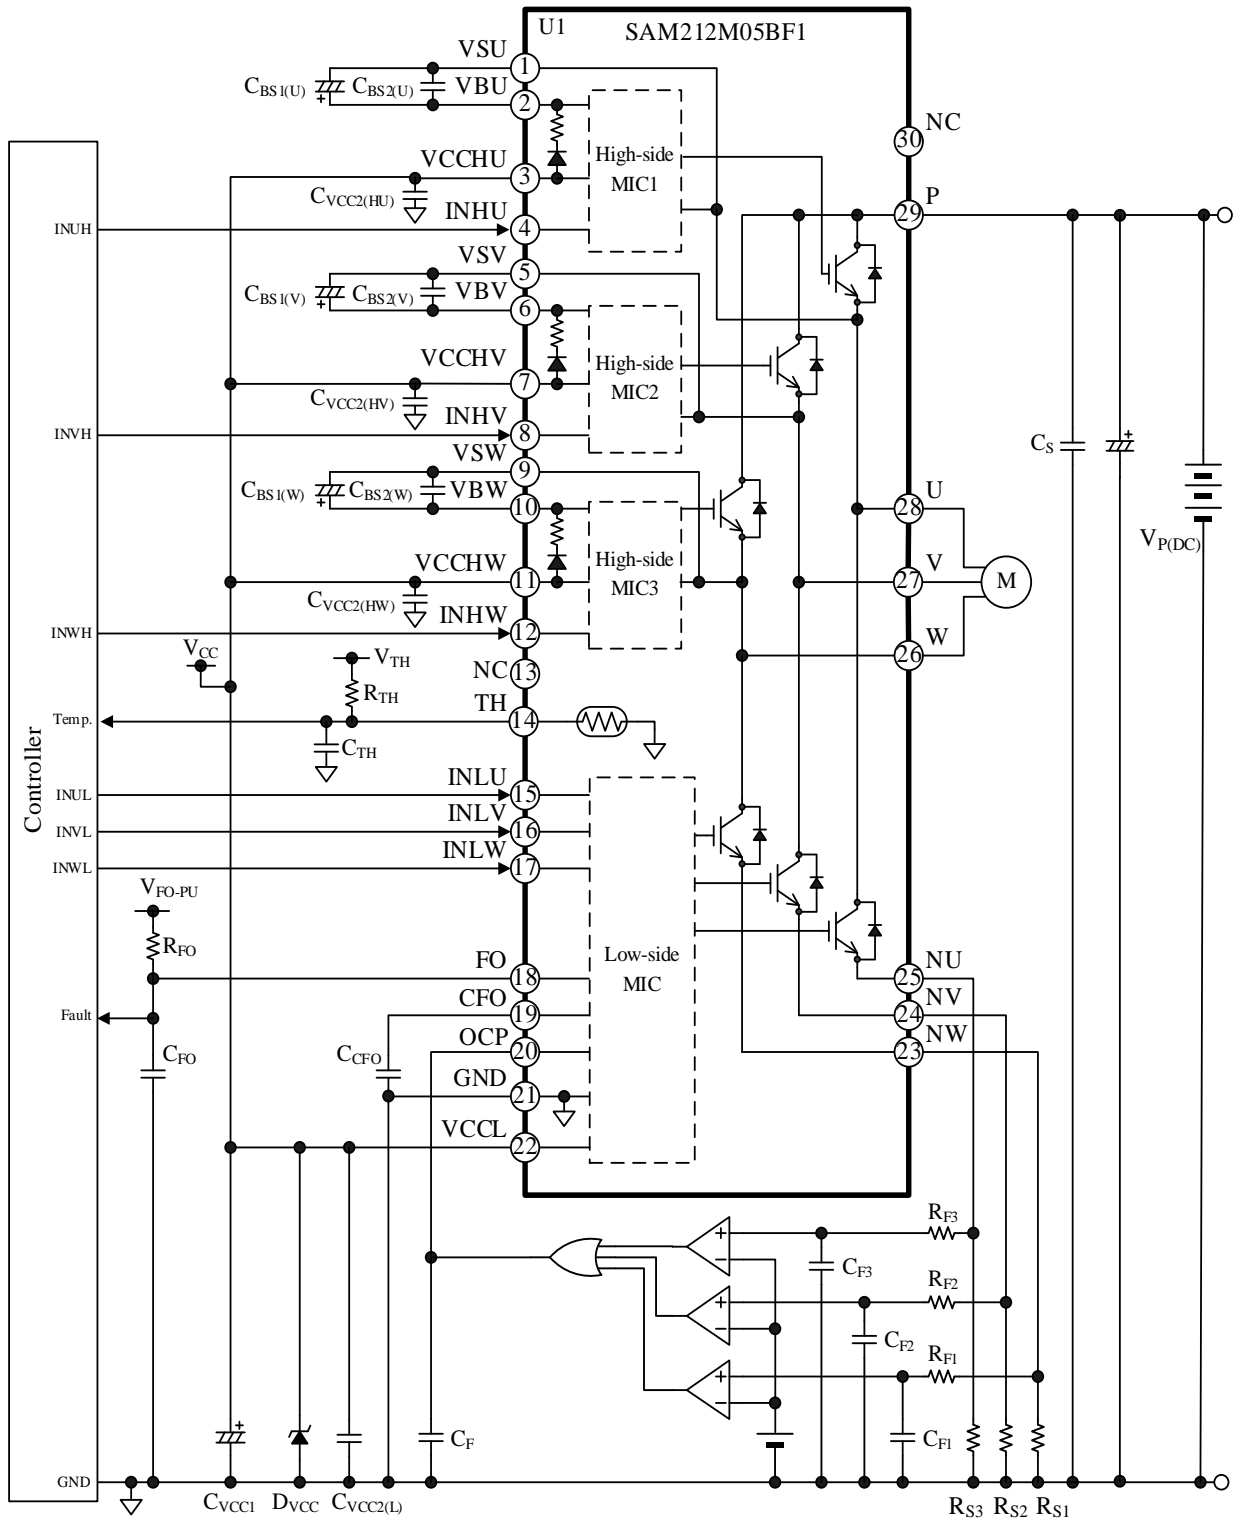 U1
SAM212M05BF1
VSU
1
CBS1(U)
CBS2(U)
VBU
2
VCCHU
3
CVCC2(HU)
High-side
MIC1
INUH
INHU
4
NC
30
P
29
VSV
5
CBS1(V)
CBS2(V)
VBV
6
VCCHV
7
CVCC2(HV)
High-side
MIC2
INVH
INHV
8
VSW
9
CBS1(W)
CBS2(W)
VBW
10
VCCHW
11
CVCC2(HW)
High-side
MIC3
INWH
INHW
12
CS
VP(DC)
U
28
V
27
M
W
26
VCC
VTH
RTH
NC
13
TH
14
Temp.
CTH
Controller
INUL
INLU
15
INVL
INLV
16
INWL
INLW
17
VFO-PU
RFO
FO
18
Fault
CFO
CFO
19
CCFO
OCP
20
GND
21
VCCL
22
Low-side
MIC
NU
25
NV
24
NW
23
RF3
+
−
CF3
RF2
+
−
CF2
RF1
+
−
CF1
CF
GND
+
CVCC1
DVCC
CVCC2(L)
RS3
RS2
RS1